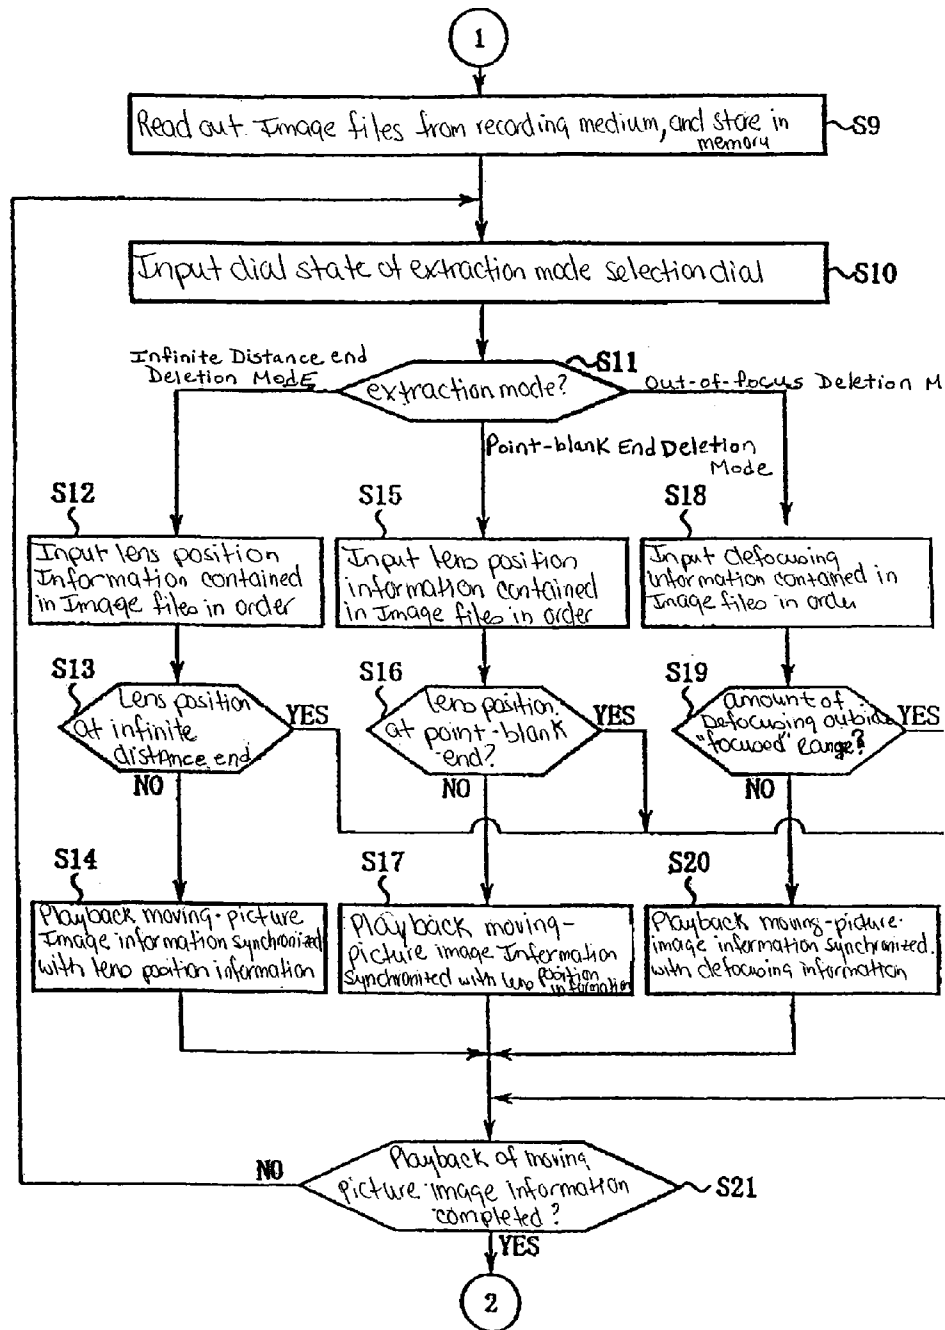 1
Read out Image files from recording medium, and store in
memory
S9
Input dial state of extraction mode selection dial
S10
Infinite Distance end
Deletion Mode
S11
extraction mode?
Out-of-focus Deletion M
Point-blank End Deletion
Mode
S12
Input lens position
Information contained
in Image files in order
S15
Input lens position
information contained
in Image files in order
S18
Input defocusing
information contained in
Image files in order
S13
Lens position
at infinite
distance end
YES
NO
S16
lens position
at point-blank
end?
YES
NO
S19
amount of
Defocusing outside
"focused" Range?
YES
NO
S14
Playback moving-picture
Image information synchronized
with lens position information
S17
Playback moving-
picture image Information
synchronized with lens position
information
S20
Playback moving-picture
image information synchronized
with defocusing information
Playback of moving
picture image information
completed?
S21
NO
YES
2